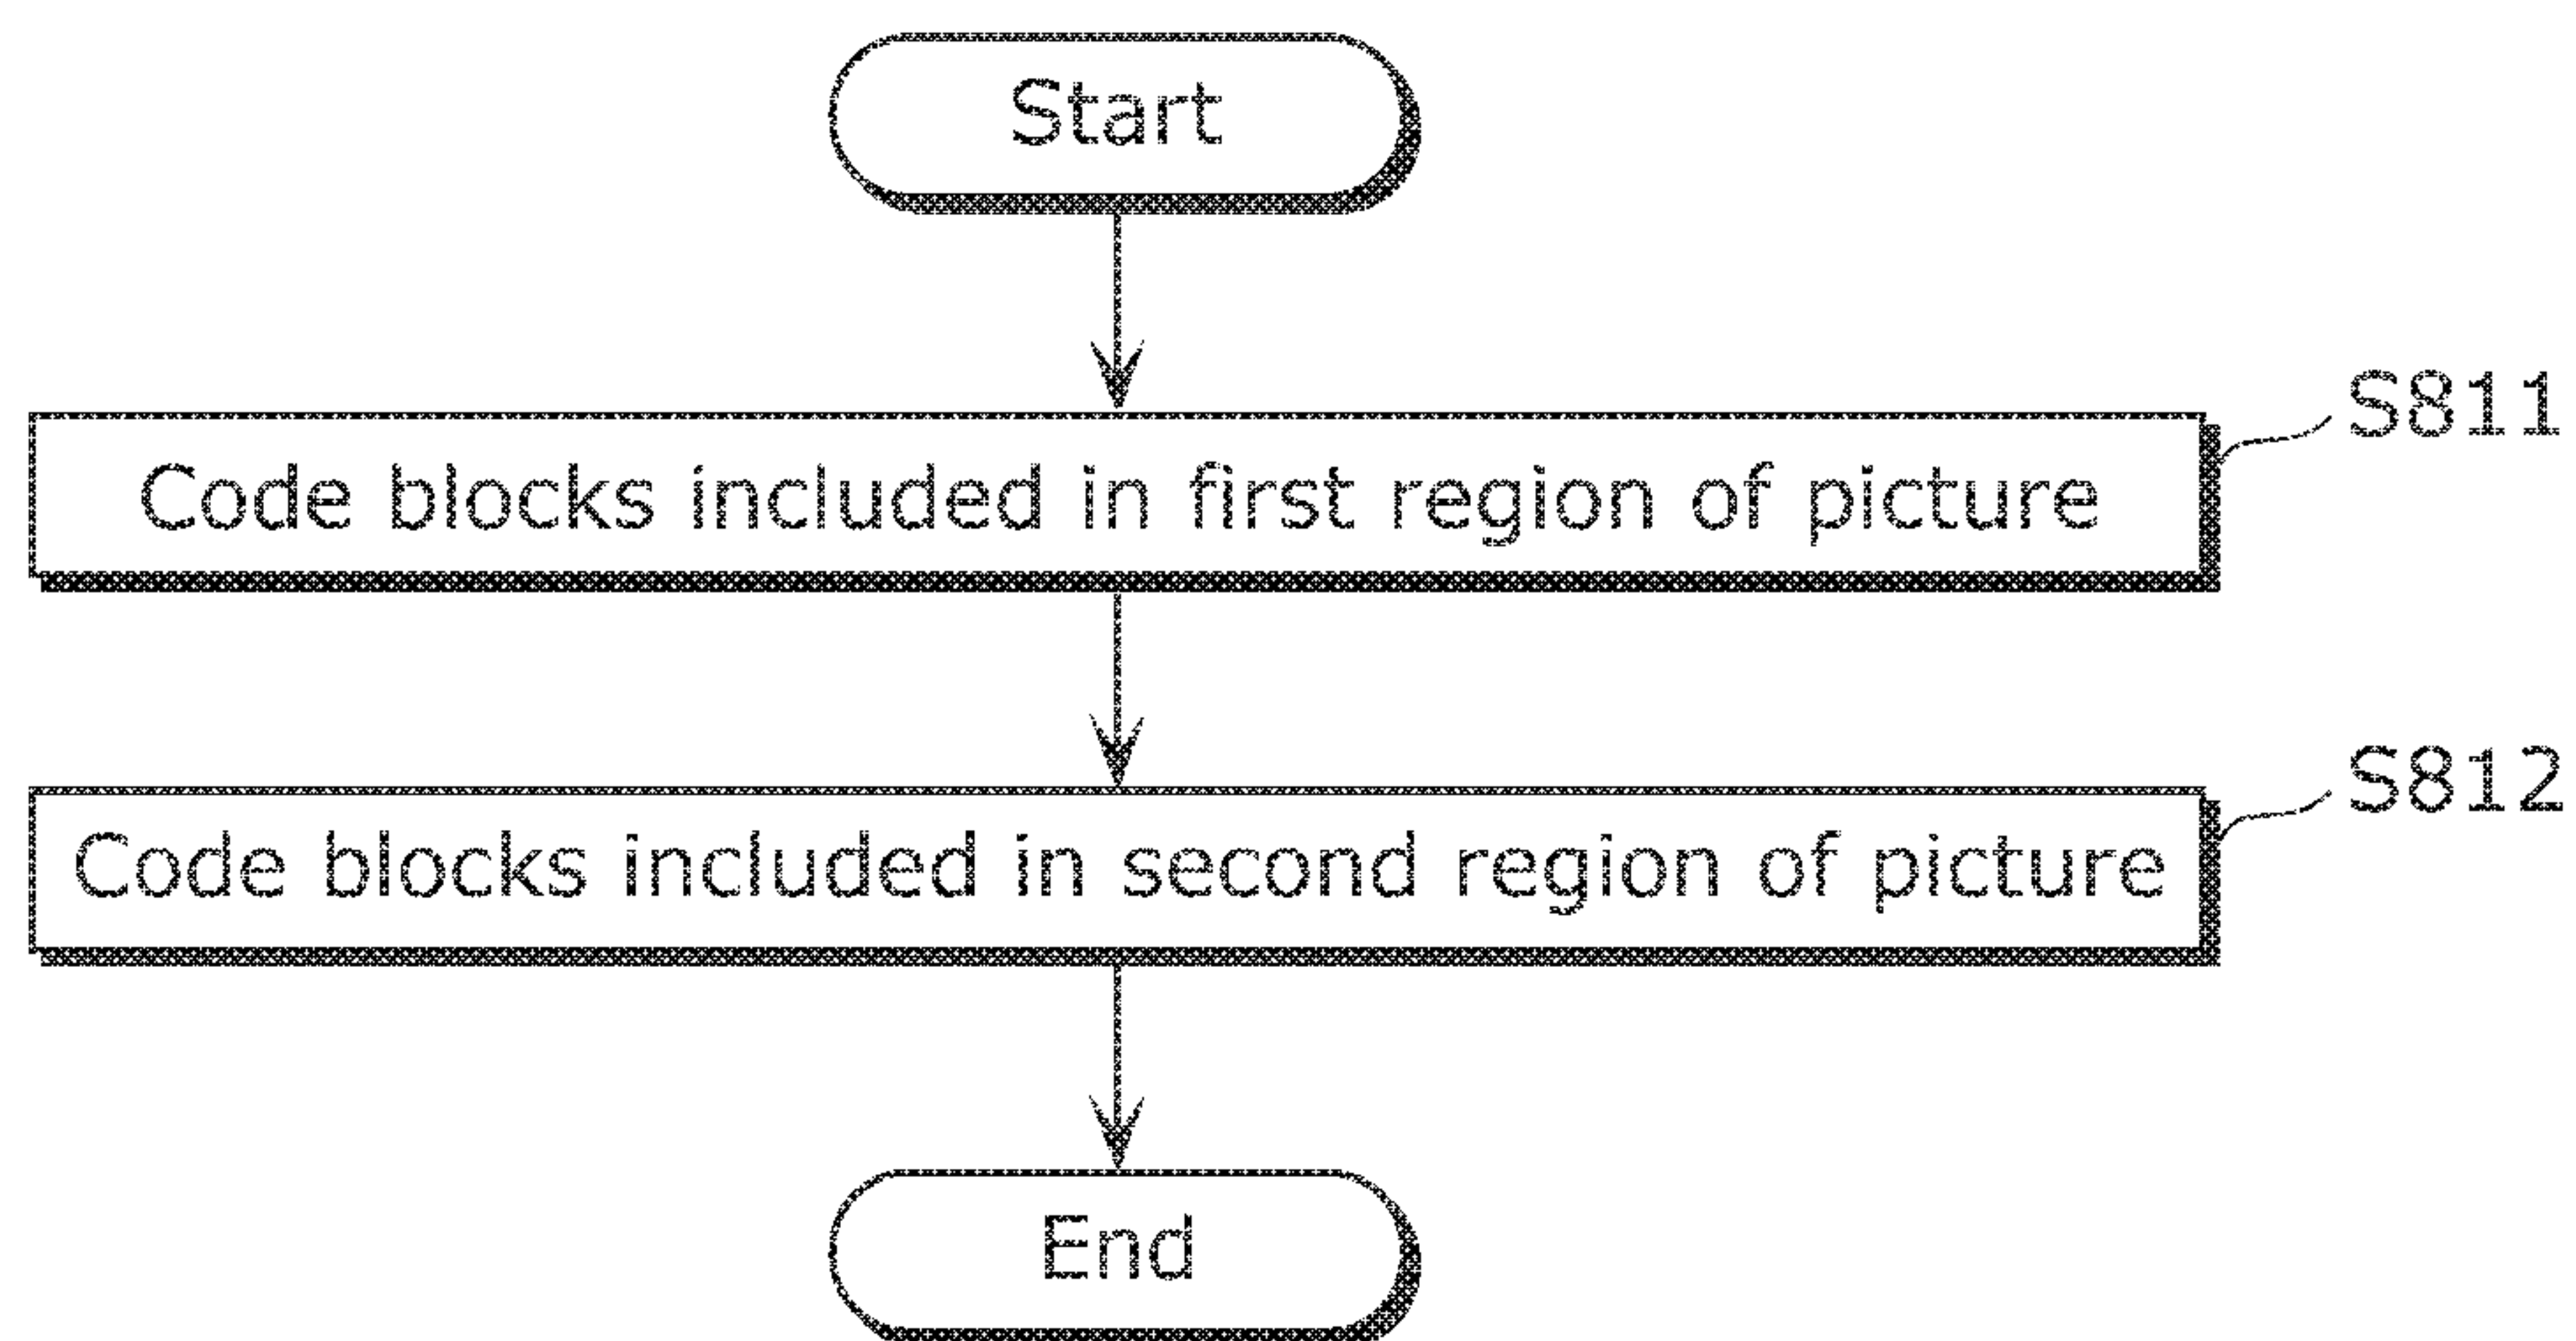 Start
S811
Code blocks included in first region of picture
S812
Code blocks included in second region of picture
End